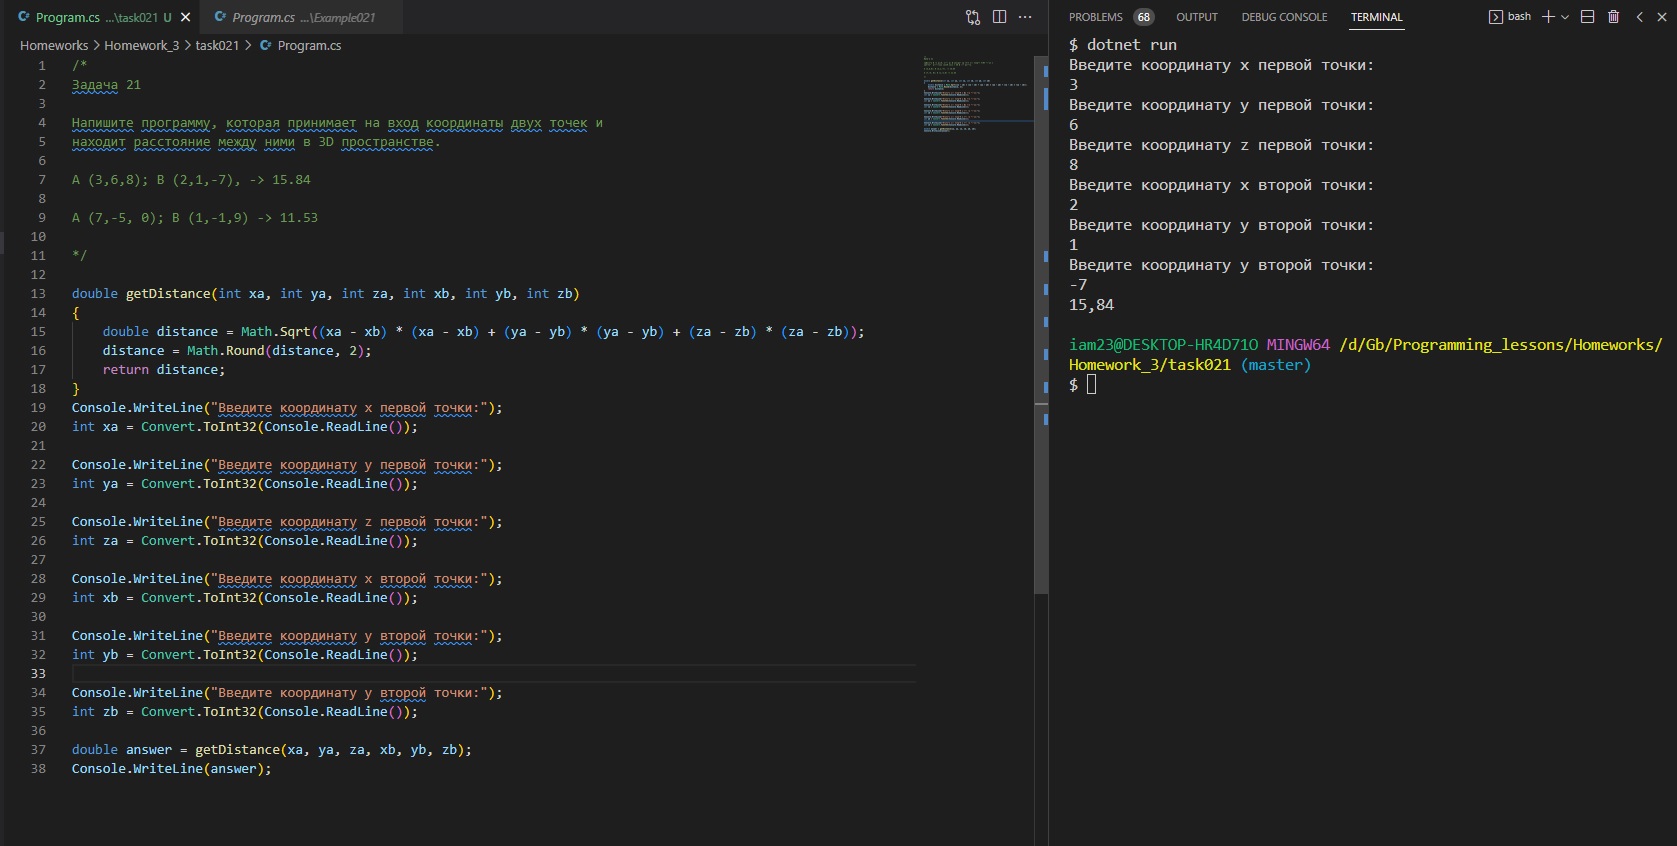 Program.cs ...\task021 U
Program.cs ...\Example021
Homeworks > Homework_3 > task021 > Program.cs
1 /*
2 Задача 21
3
4 Напишите программу, которая принимает на вход координаты двух точек и
5 находит расстояние между ними в 3D пространстве.
6
7 A (3,6,8); B (2,1,-7), -> 15.84
8
9 A (7,-5, 0); B (1,-1,9) -> 11.53
10
11 */
12
13 double getDistance(int xa, int ya, int za, int xb, int yb, int zb)
14 {
15     double distance = Math.Sqrt((xa - xb) * (xa - xb) + (ya - yb) * (ya - yb) + (za - zb) * (za - zb));
16     distance = Math.Round(distance, 2);
17     return distance;
18 }
19 Console.WriteLine("Введите координату x первой точки:");
20 int xa = Convert.ToInt32(Console.ReadLine());
21
22 Console.WriteLine("Введите координату y первой точки:");
23 int ya = Convert.ToInt32(Console.ReadLine());
24
25 Console.WriteLine("Введите координату z первой точки:");
26 int za = Convert.ToInt32(Console.ReadLine());
27
28 Console.WriteLine("Введите координату x второй точки:");
29 int xb = Convert.ToInt32(Console.ReadLine());
30
31 Console.WriteLine("Введите координату y второй точки:");
32 int yb = Convert.ToInt32(Console.ReadLine());
33
34 Console.WriteLine("Введите координату y второй точки:");
35 int zb = Convert.ToInt32(Console.ReadLine());
36
37 double answer = getDistance(xa, ya, za, xb, yb, zb);
38 Console.WriteLine(answer);
PROBLEMS 68 OUTPUT DEBUG CONSOLE TERMINAL bash
$ dotnet run
Введите координату x первой точки:
3
Введите координату y первой точки:
6
Введите координату z первой точки:
8
Введите координату x второй точки:
2
Введите координату y второй точки:
1
Введите координату y второй точки:
-7
15,84
iam23@DESKTOP-HR4D71O MINGW64 /d/Gb/Programming_lessons/Homeworks/
Homework_3/task021 (master)
$